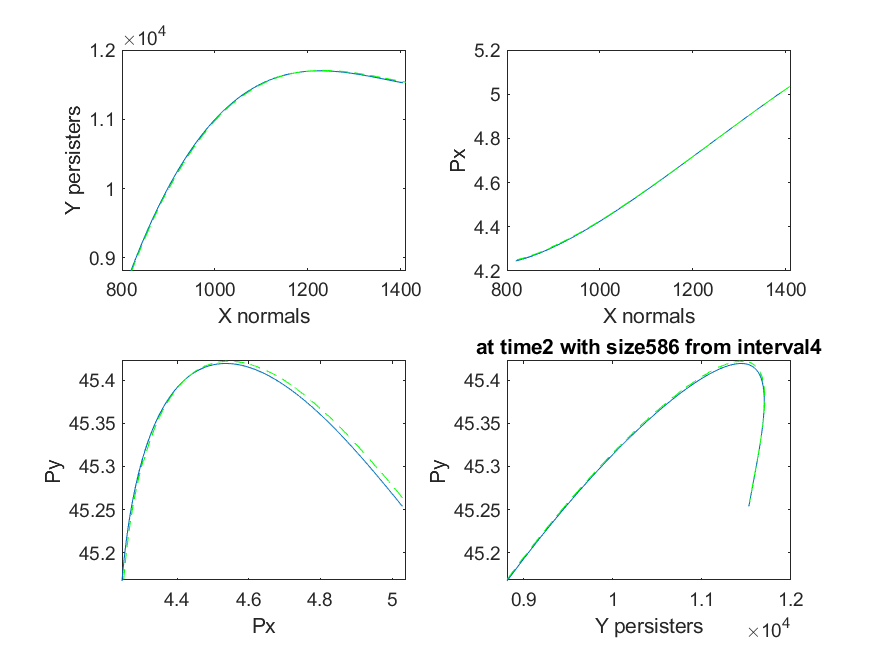 ×10^4
1.2
1.1
1
0.9
Y persisters
800 1000 1200 1400
X normals
5.2
5
4.8
4.6
4.4
4.2
Px
800 1000 1200 1400
X normals
45.4
45.35
45.3
45.25
45.2
Py
4.4 4.6 4.8 5
Px
at time2 with size586 from interval4
45.4
45.35
45.3
45.25
45.2
Py
0.9 1 1.1 1.2
Y persisters
×10^4